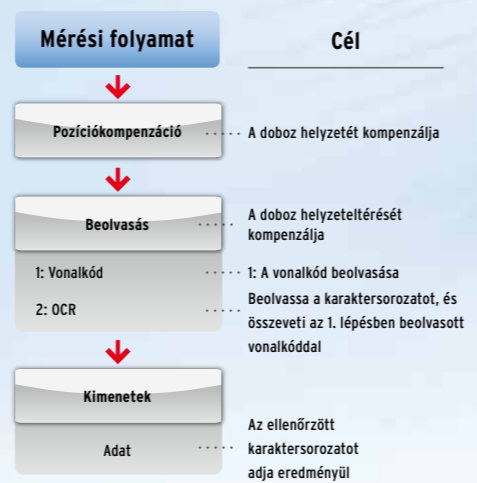 Mérési folyamat
Cél
Pozíciókompenzáció
A doboz helyzetét kompenzálja
Beolvasás
A doboz helyzeteltérését
kompenzálja
1: Vonalkód
1: A vonalkód beolvasása
2: OCR
Beolvassa a karaktersorozatot, és
összeveti az 1. lépésben beolvasott
vonalkóddal
Kimenetek
Adat
Az ellenőrzött
karaktersorozatot
adja eredményül